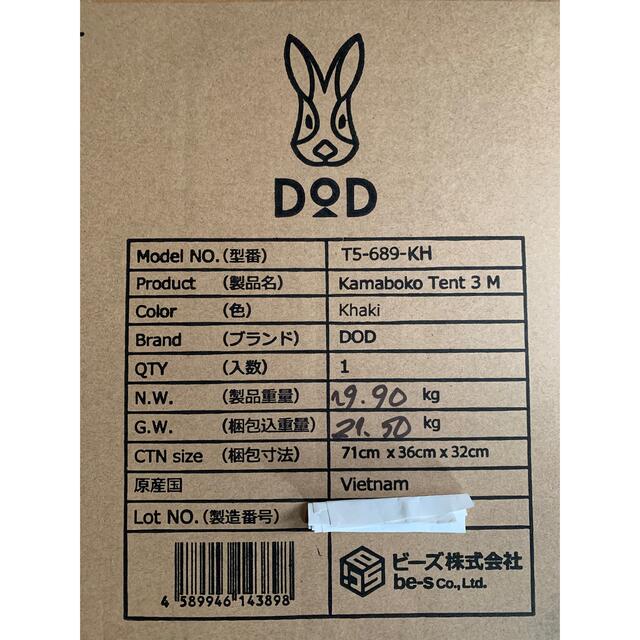 DOD
Model NO. (型番) T5-689-KH
Product (製品名) Kamaboko Tent 3 M
Color (色) Khaki
Brand (ブランド) DOD
QTY (入数) 1
N.W. (製品重量) 19.90 kg
G.W. (梱包込重量) 21.50 kg
CTN size (梱包寸法) 71cm x 36cm x 32cm
原産国 Vietnam
Lot NO. (製造番号)
4 589946 143898
ビーズ株式会社
be-s Co., Ltd.